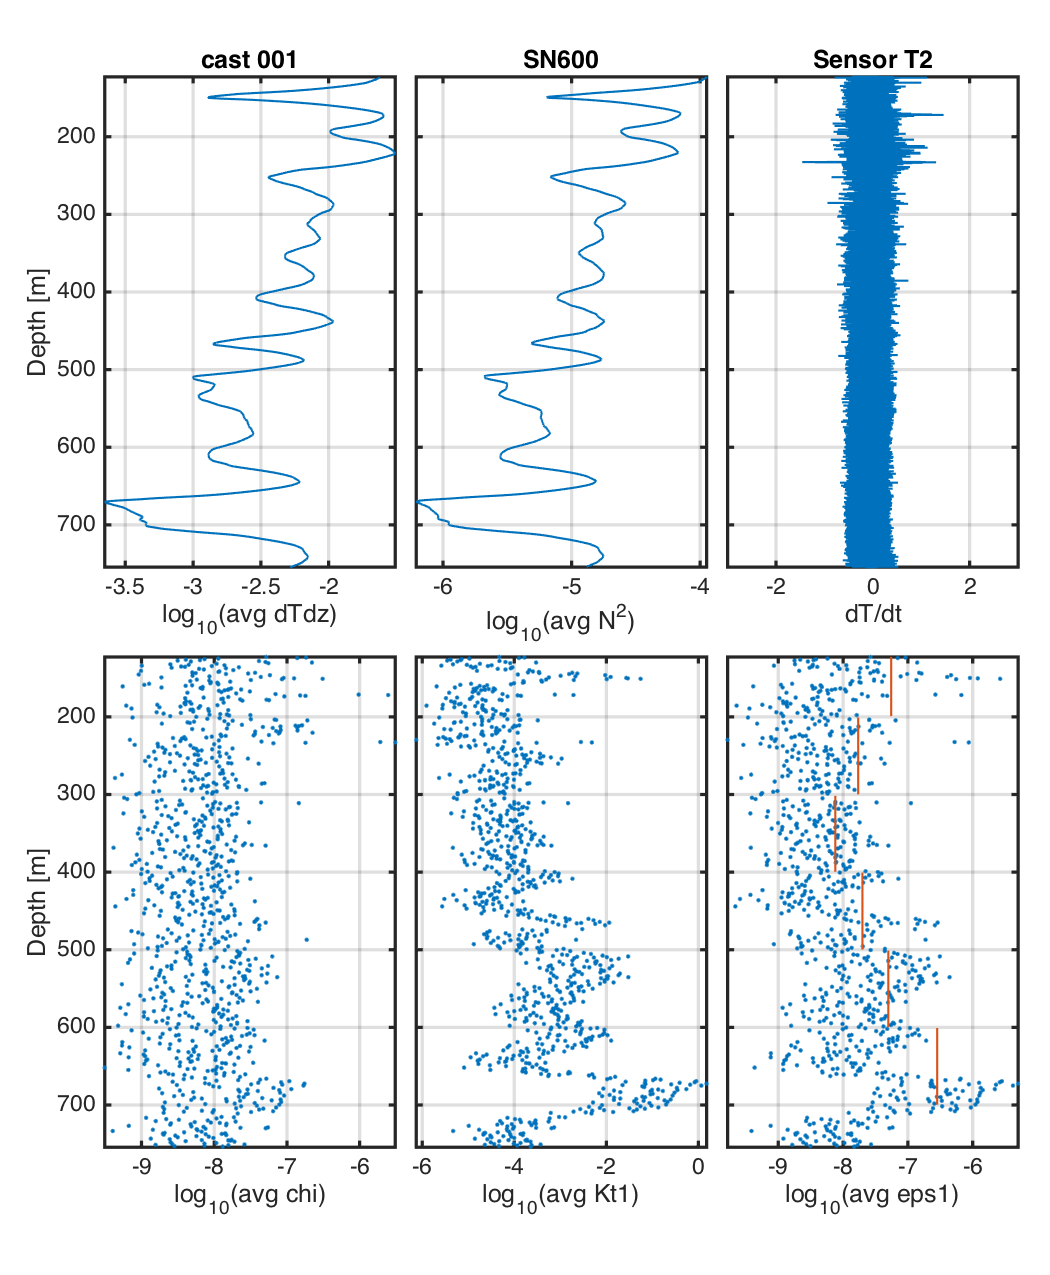 cast 001 SN600 Sensor T2
200
300
400
500
600
700
Depth [m]
-3.5 -3 -2.5 -2 -6 -5 -4 -2 0 2
log10(avg dTdz) log10(avg N2) dT/dt
200
300
400
500
600
700
Depth [m]
-9 -8 -7 -6 -6 -4 -2 0 -9 -8 -7 -6
log10(avg chi) log10(avg Kt1) log10(avg eps1)